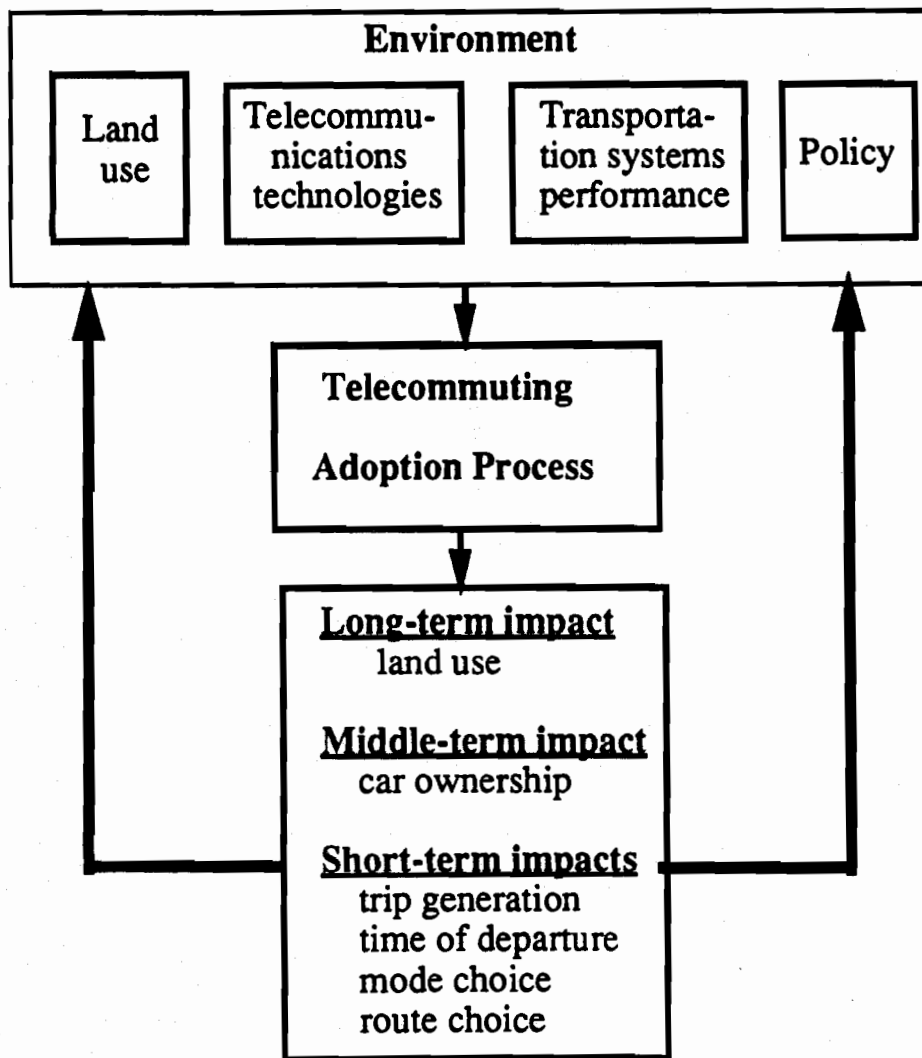 Environment
Land
use
Telecommu-
nications
technologies
Transporta-
tion systems
performance
Policy
Telecommuting
Adoption Process
Long-term impact
land use
Middle-term impact
car ownership
Short-term impacts
trip generation
time of departure
mode choice
route choice